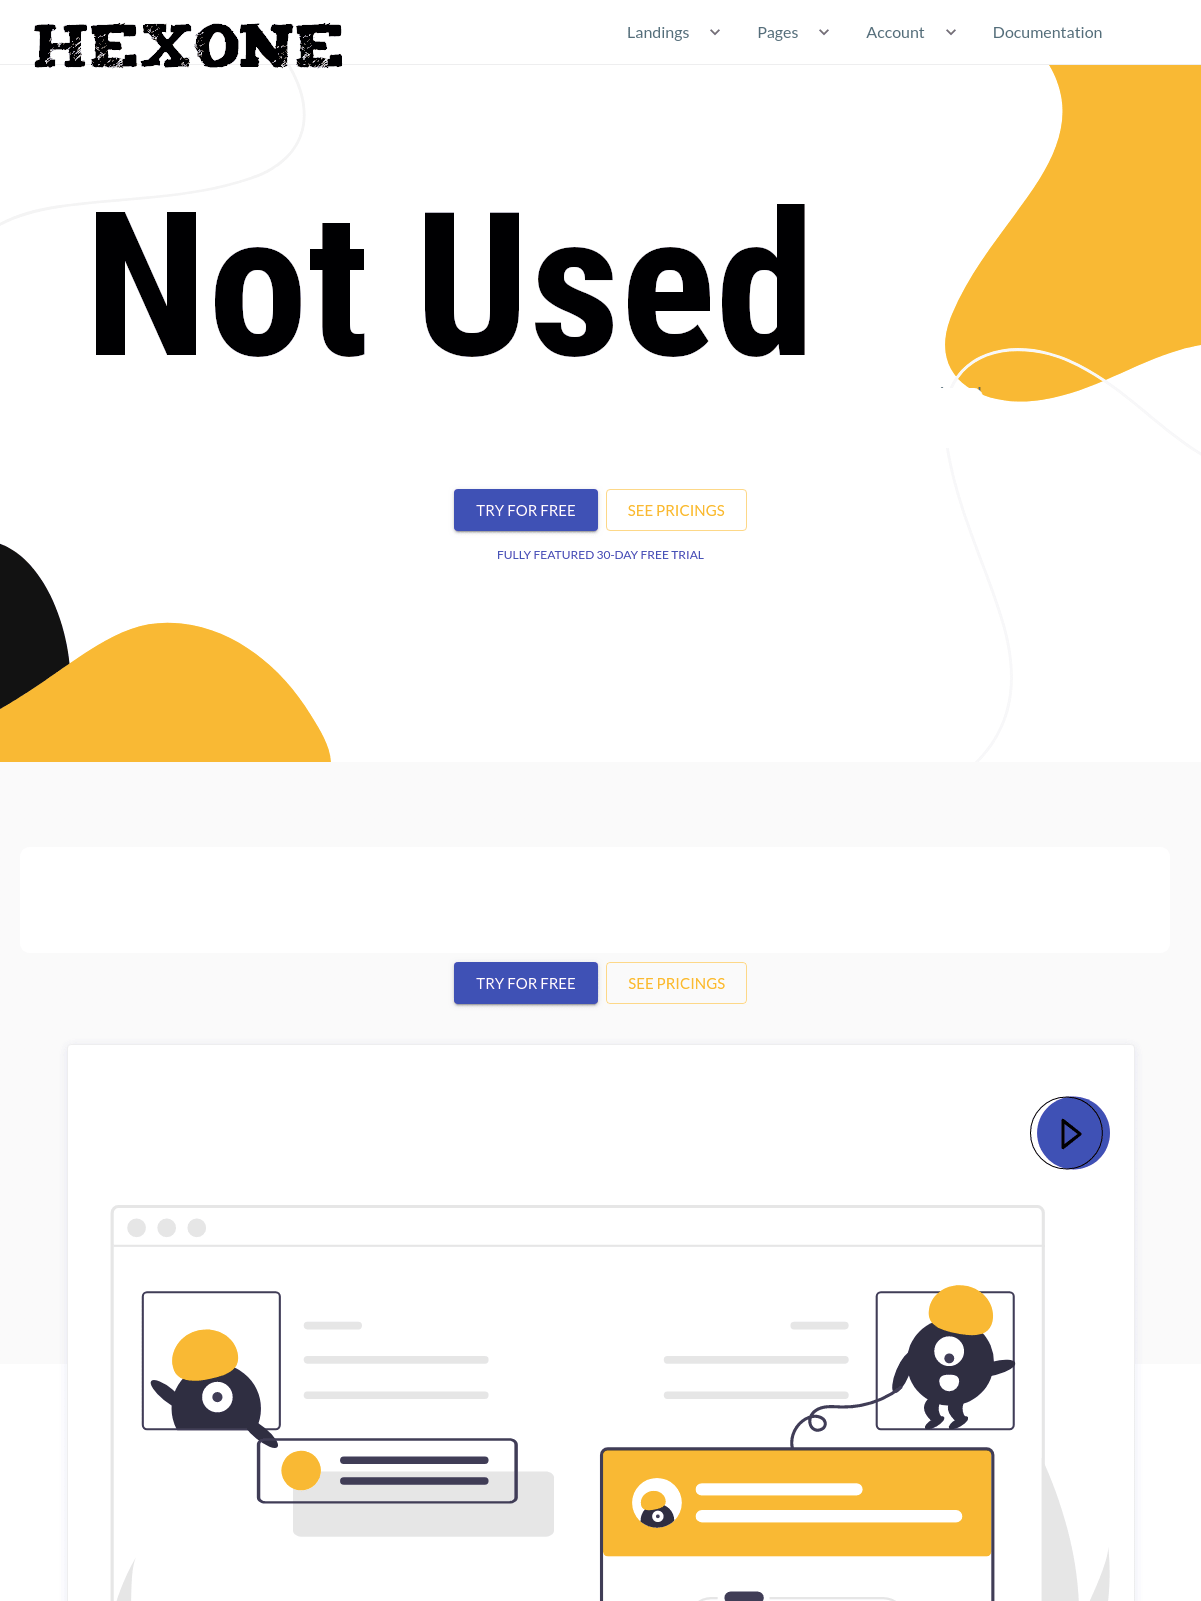 HEXONE
Landings Pages Account Documentation
Not Used
TRY FOR FREE SEE PRICINGS
FULLY FEATURED 30-DAY FREE TRIAL
TRY FOR FREE SEE PRICINGS